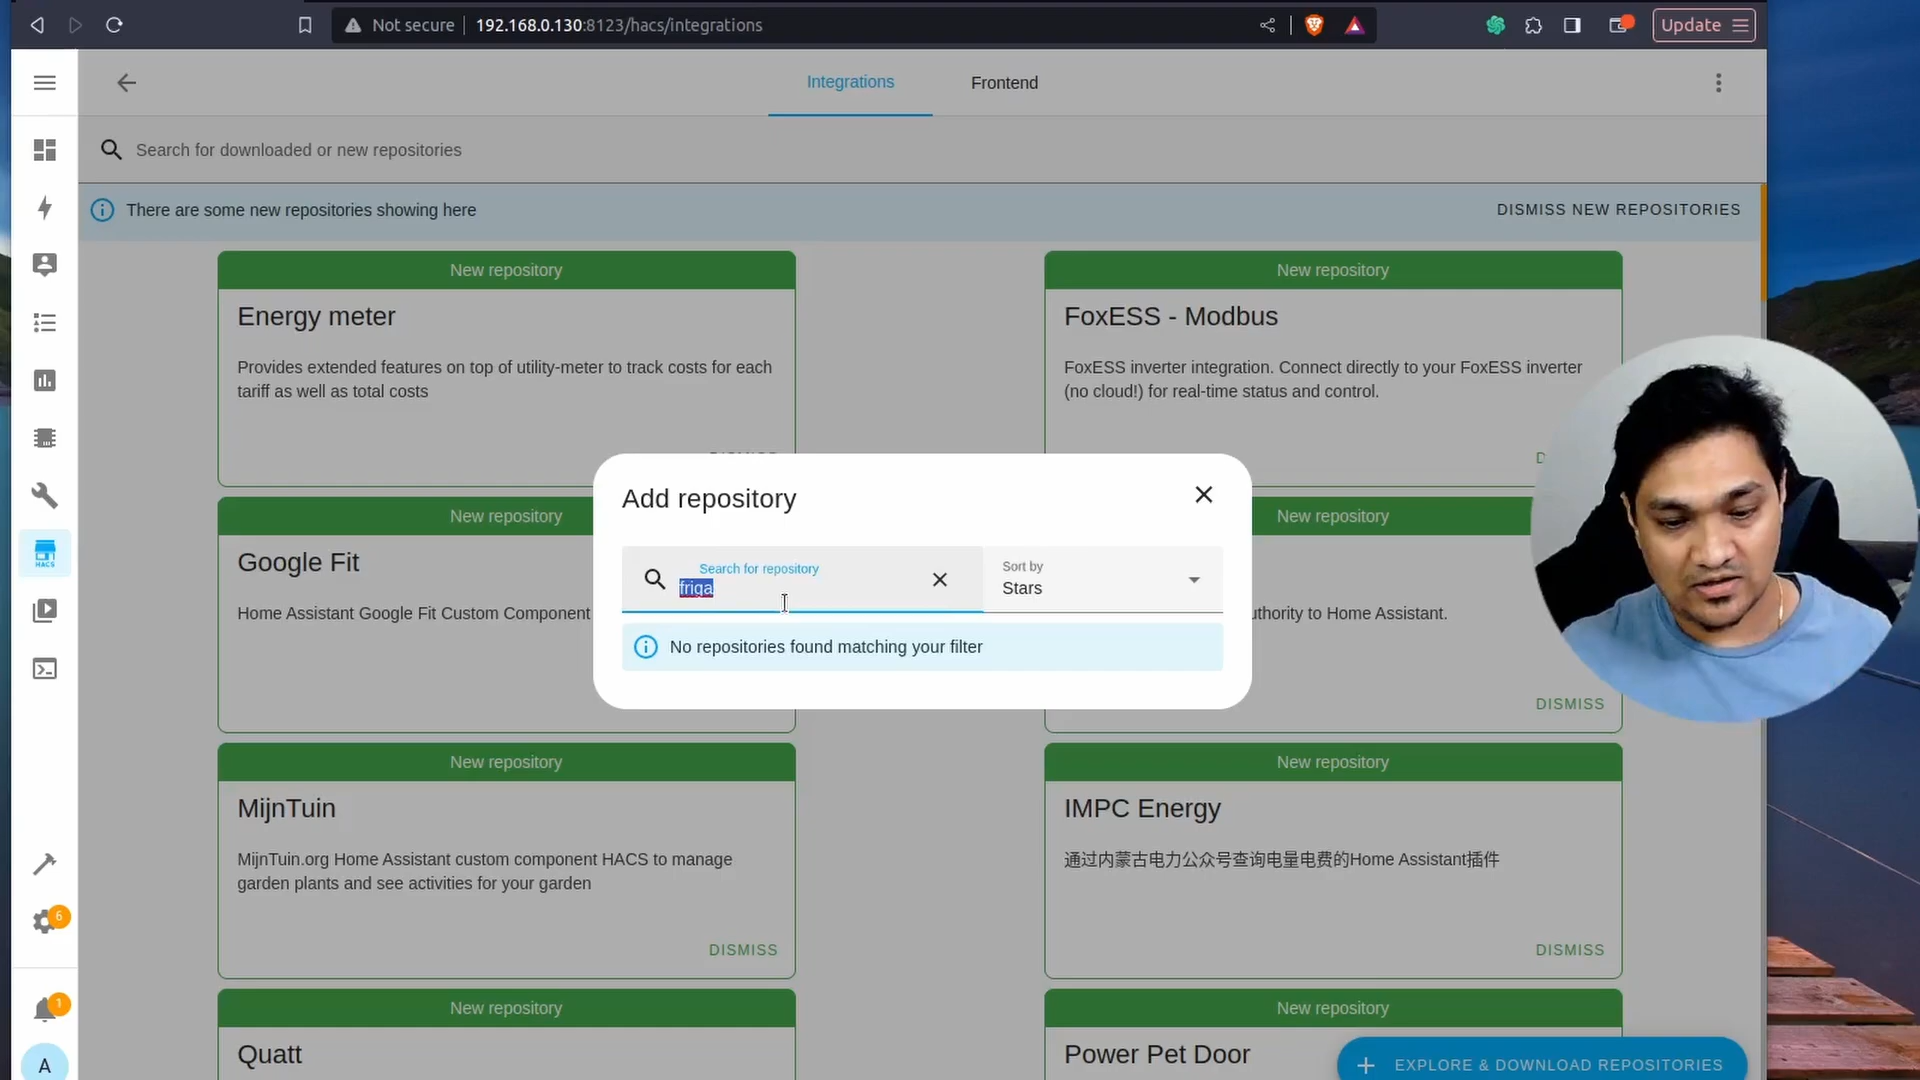 Not secure
192.168.0.130:8123/hacs/integrations
Update
Integrations
Frontend
Search for downloaded or new repositories
There are some new repositories showing here
DISMISS NEW REPOSITORIES
New repository
Energy meter
Provides extended features on top of utility-meter to track costs for each
tariff as well as total costs
New repository
FoxESS - Modbus
FoxESS inverter integration. Connect directly to your FoxESS inverter
(no cloud!) for real-time status and control.
Add repository
Search for repository
friga
Sort by
Stars
No repositories found matching your filter
New repository
Google Fit
Home Assistant Google Fit Custom Component
New repository
to Home Assistant.
DISMISS
New repository
MijnTuin
MijnTuin.org Home Assistant custom component HACS to manage
garden plants and see activities for your garden
DISMISS
New repository
IMPC Energy
通过内蒙古电力公众号查询电量电费的Home Assistant插件
DISMISS
New repository
Quatt
New repository
Power Pet Door
EXPLORE & DOWNLOAD REPOSITORIES
HACS
6
1
A